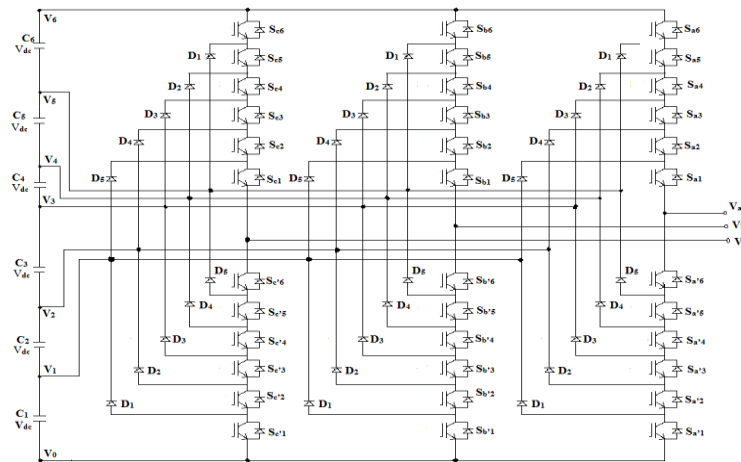 V6
C6
Vdc
V5
C5
Vdc
V4
C4
Vdc
V3
C3
Vdc
V2
C2
Vdc
V1
C1
Vdc
V0
D1
D2
D3
D4
D5
Sc6
Sc5
Sc4
Sc3
Sc2
Sc1
D5
D4
D3
D2
D1
Sc'6
Sc'5
Sc'4
Sc'3
Sc'2
Sc'1
D1
D2
D3
D4
D5
Sb6
Sb5
Sb4
Sb3
Sb2
Sb1
D5
D4
D3
D2
D1
Sb'6
Sb'5
Sb'4
Sb'3
Sb'2
Sb'1
D1
D2
D3
D4
D5
Sa6
Sa5
Sa4
Sa3
Sa2
Sa1
D5
D4
D3
D2
D1
Sa'6
Sa'5
Sa'4
Sa'3
Sa'2
Sa'1
Va
V
V